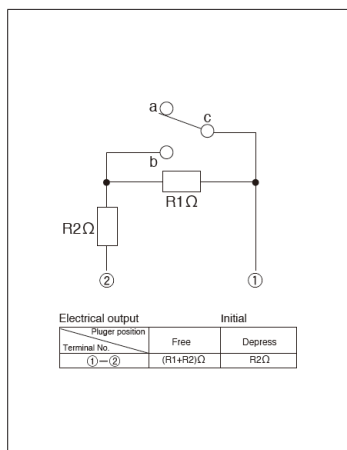 a
c
b
R1Ω
R2Ω
② ①
Electrical output Initial
Pluger position
Terminal No.
Free Depress
①—② (R1+R2)Ω R2Ω